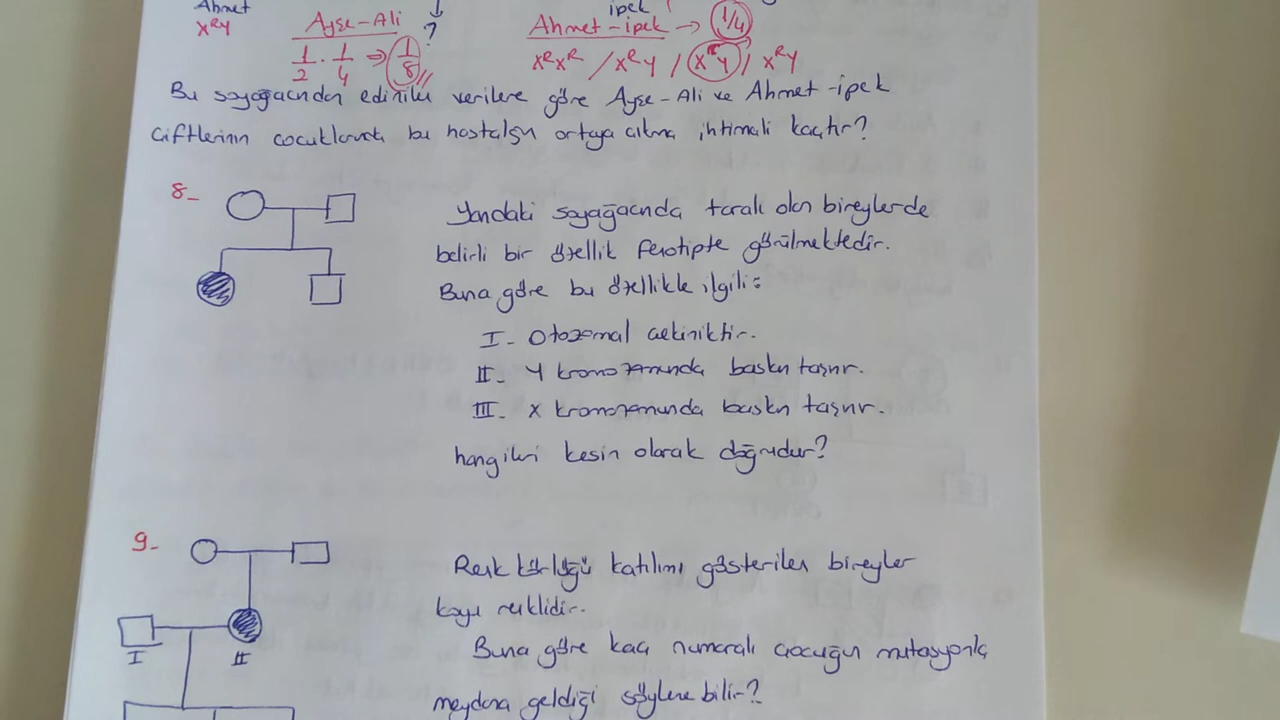 Ahmet
ipek
XᴿY Ayşe-Ali ? Ahmet-ipek → 1/4
1/2 . 1/4 ⇒ 1/8 XᴿXᴿ / XᴿY / XʳY / XᴿY
Bu soyağacından edinilen verilere göre Ayşe-Ali ve Ahmet-ipek
Çiftlerinin çocuklarında bu hastalığın ortaya çıkma ihtimali kaçtır?
8_
Yandaki soyağacında taralı olan bireylerde
belirli bir özellik fenotipte görülmektedir.
Buna göre bu özellikle ilgili:
I- Otozomal çekiniktir.
II- Y kromozomunda baskın taşınır.
III- X kromozomunda baskın taşınır.
hangileri kesin olarak doğrudur?
9-
Renk körlüğü katılımı gösterilen bireyler
koyu renklidir.
I II
Buna göre kaç numaralı çocuğun mutasyonla
meydana geldiği söylenebilir?